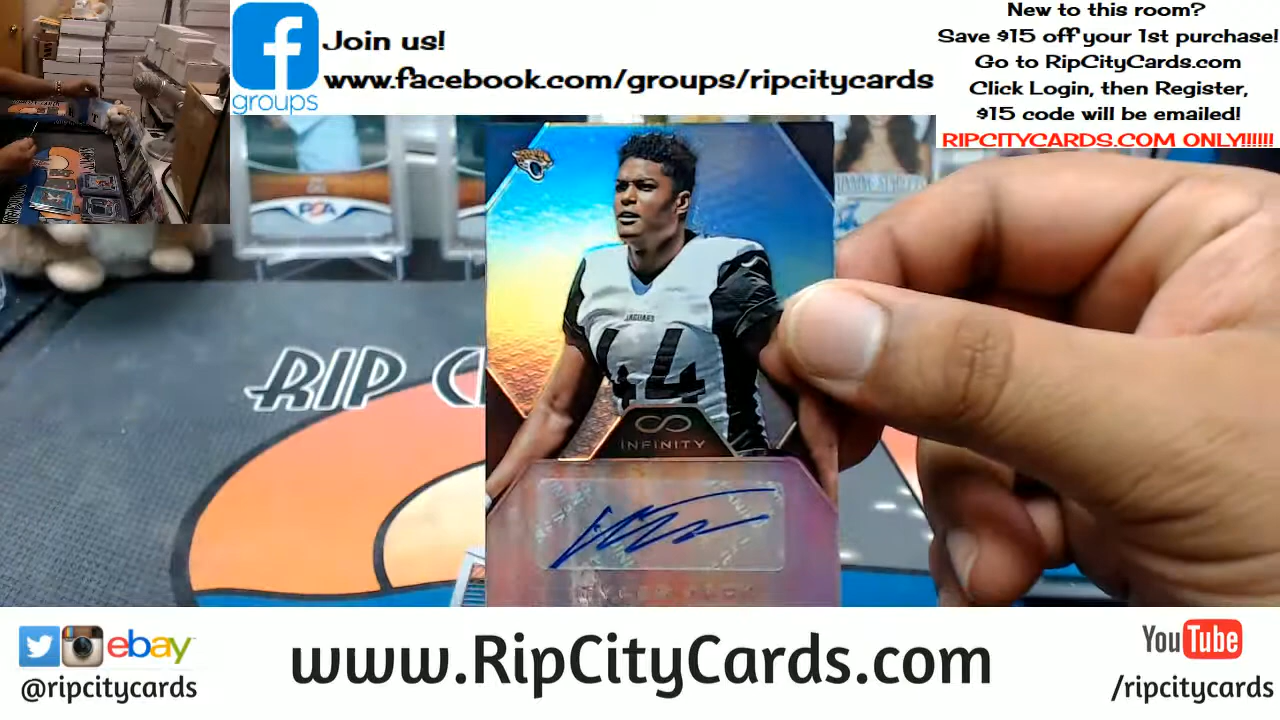 groups
Join us!
www.facebook.com/groups/ripcitycards
New to this room?
Save $15 off your 1st purchase!
Go to RipCityCards.com
Click Login, then Register,
$15 code will be emailed!
RIPCITYCARDS.COM ONLY!!!!!!
PSA
RIP C
JAGUARS
44
INFINITY
ebay
@ripcitycards
www.RipCityCards.com
YouTube
/ripcitycards